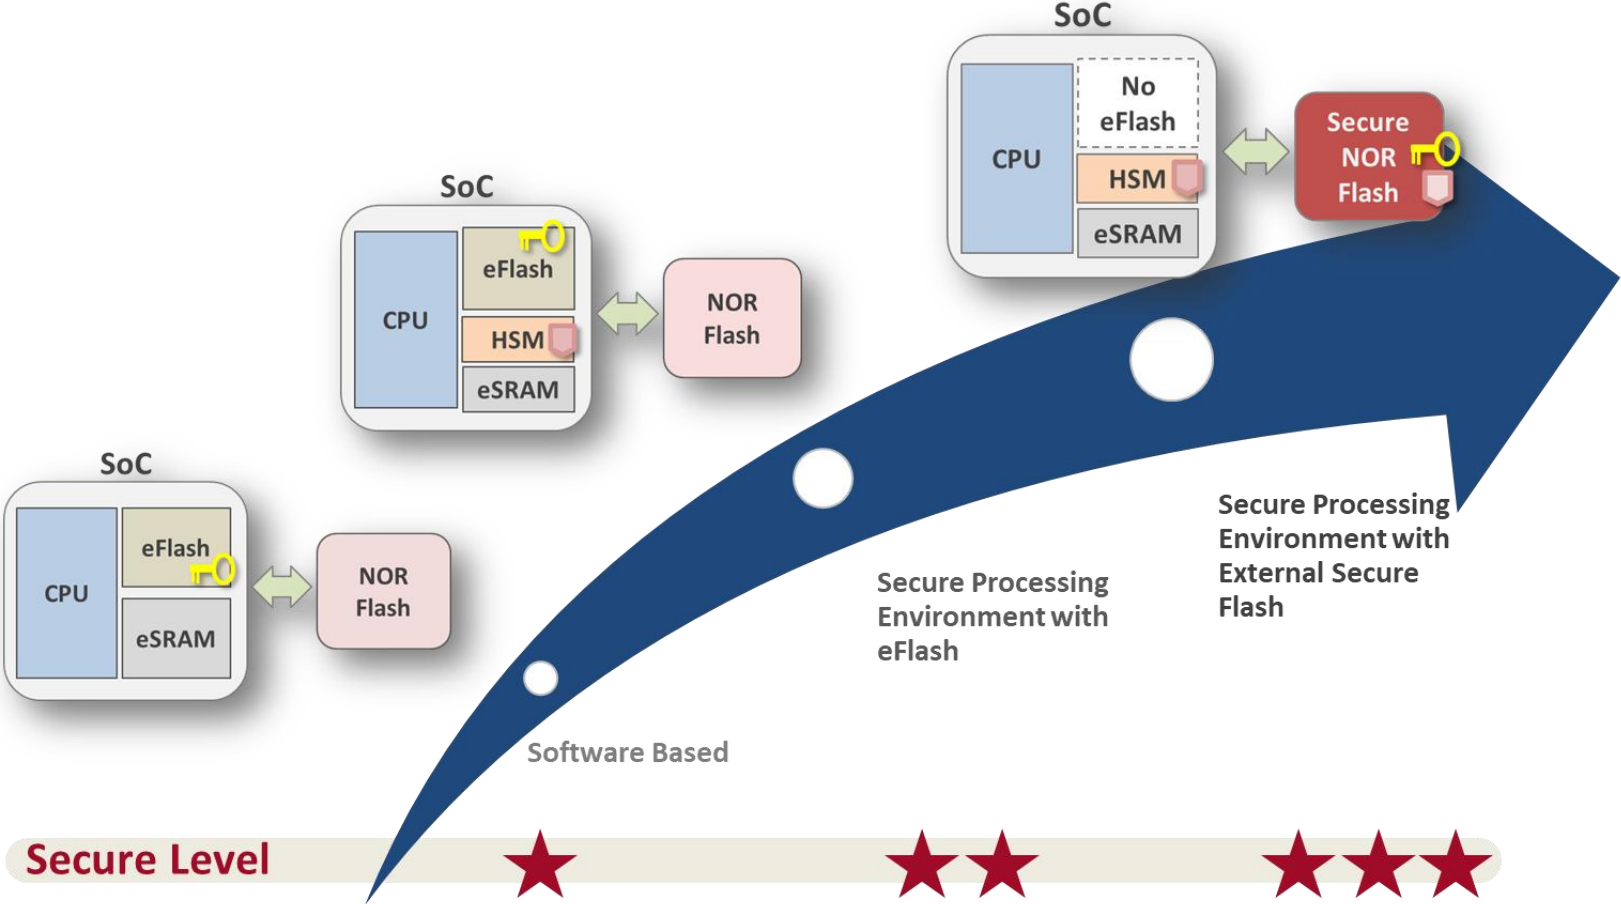 SoC
CPU
No
eFlash
HSM
eSRAM
Secure
NOR
Flash
SoC
CPU
eFlash
HSM
eSRAM
NOR
Flash
SoC
CPU
eFlash
eSRAM
NOR
Flash
Secure Processing
Environment with
External Secure
Flash
Secure Processing
Environment with
eFlash
Software Based
Secure Level